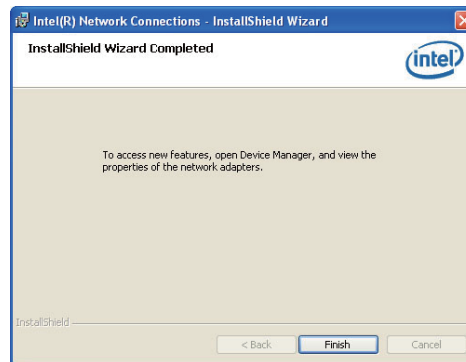 Intel(R) Network Connections - InstallShield Wizard
InstallShield Wizard Completed
intel
To access new features, open Device Manager, and view the
properties of the network adapters.
InstallShield
< Back
Finish
Cancel